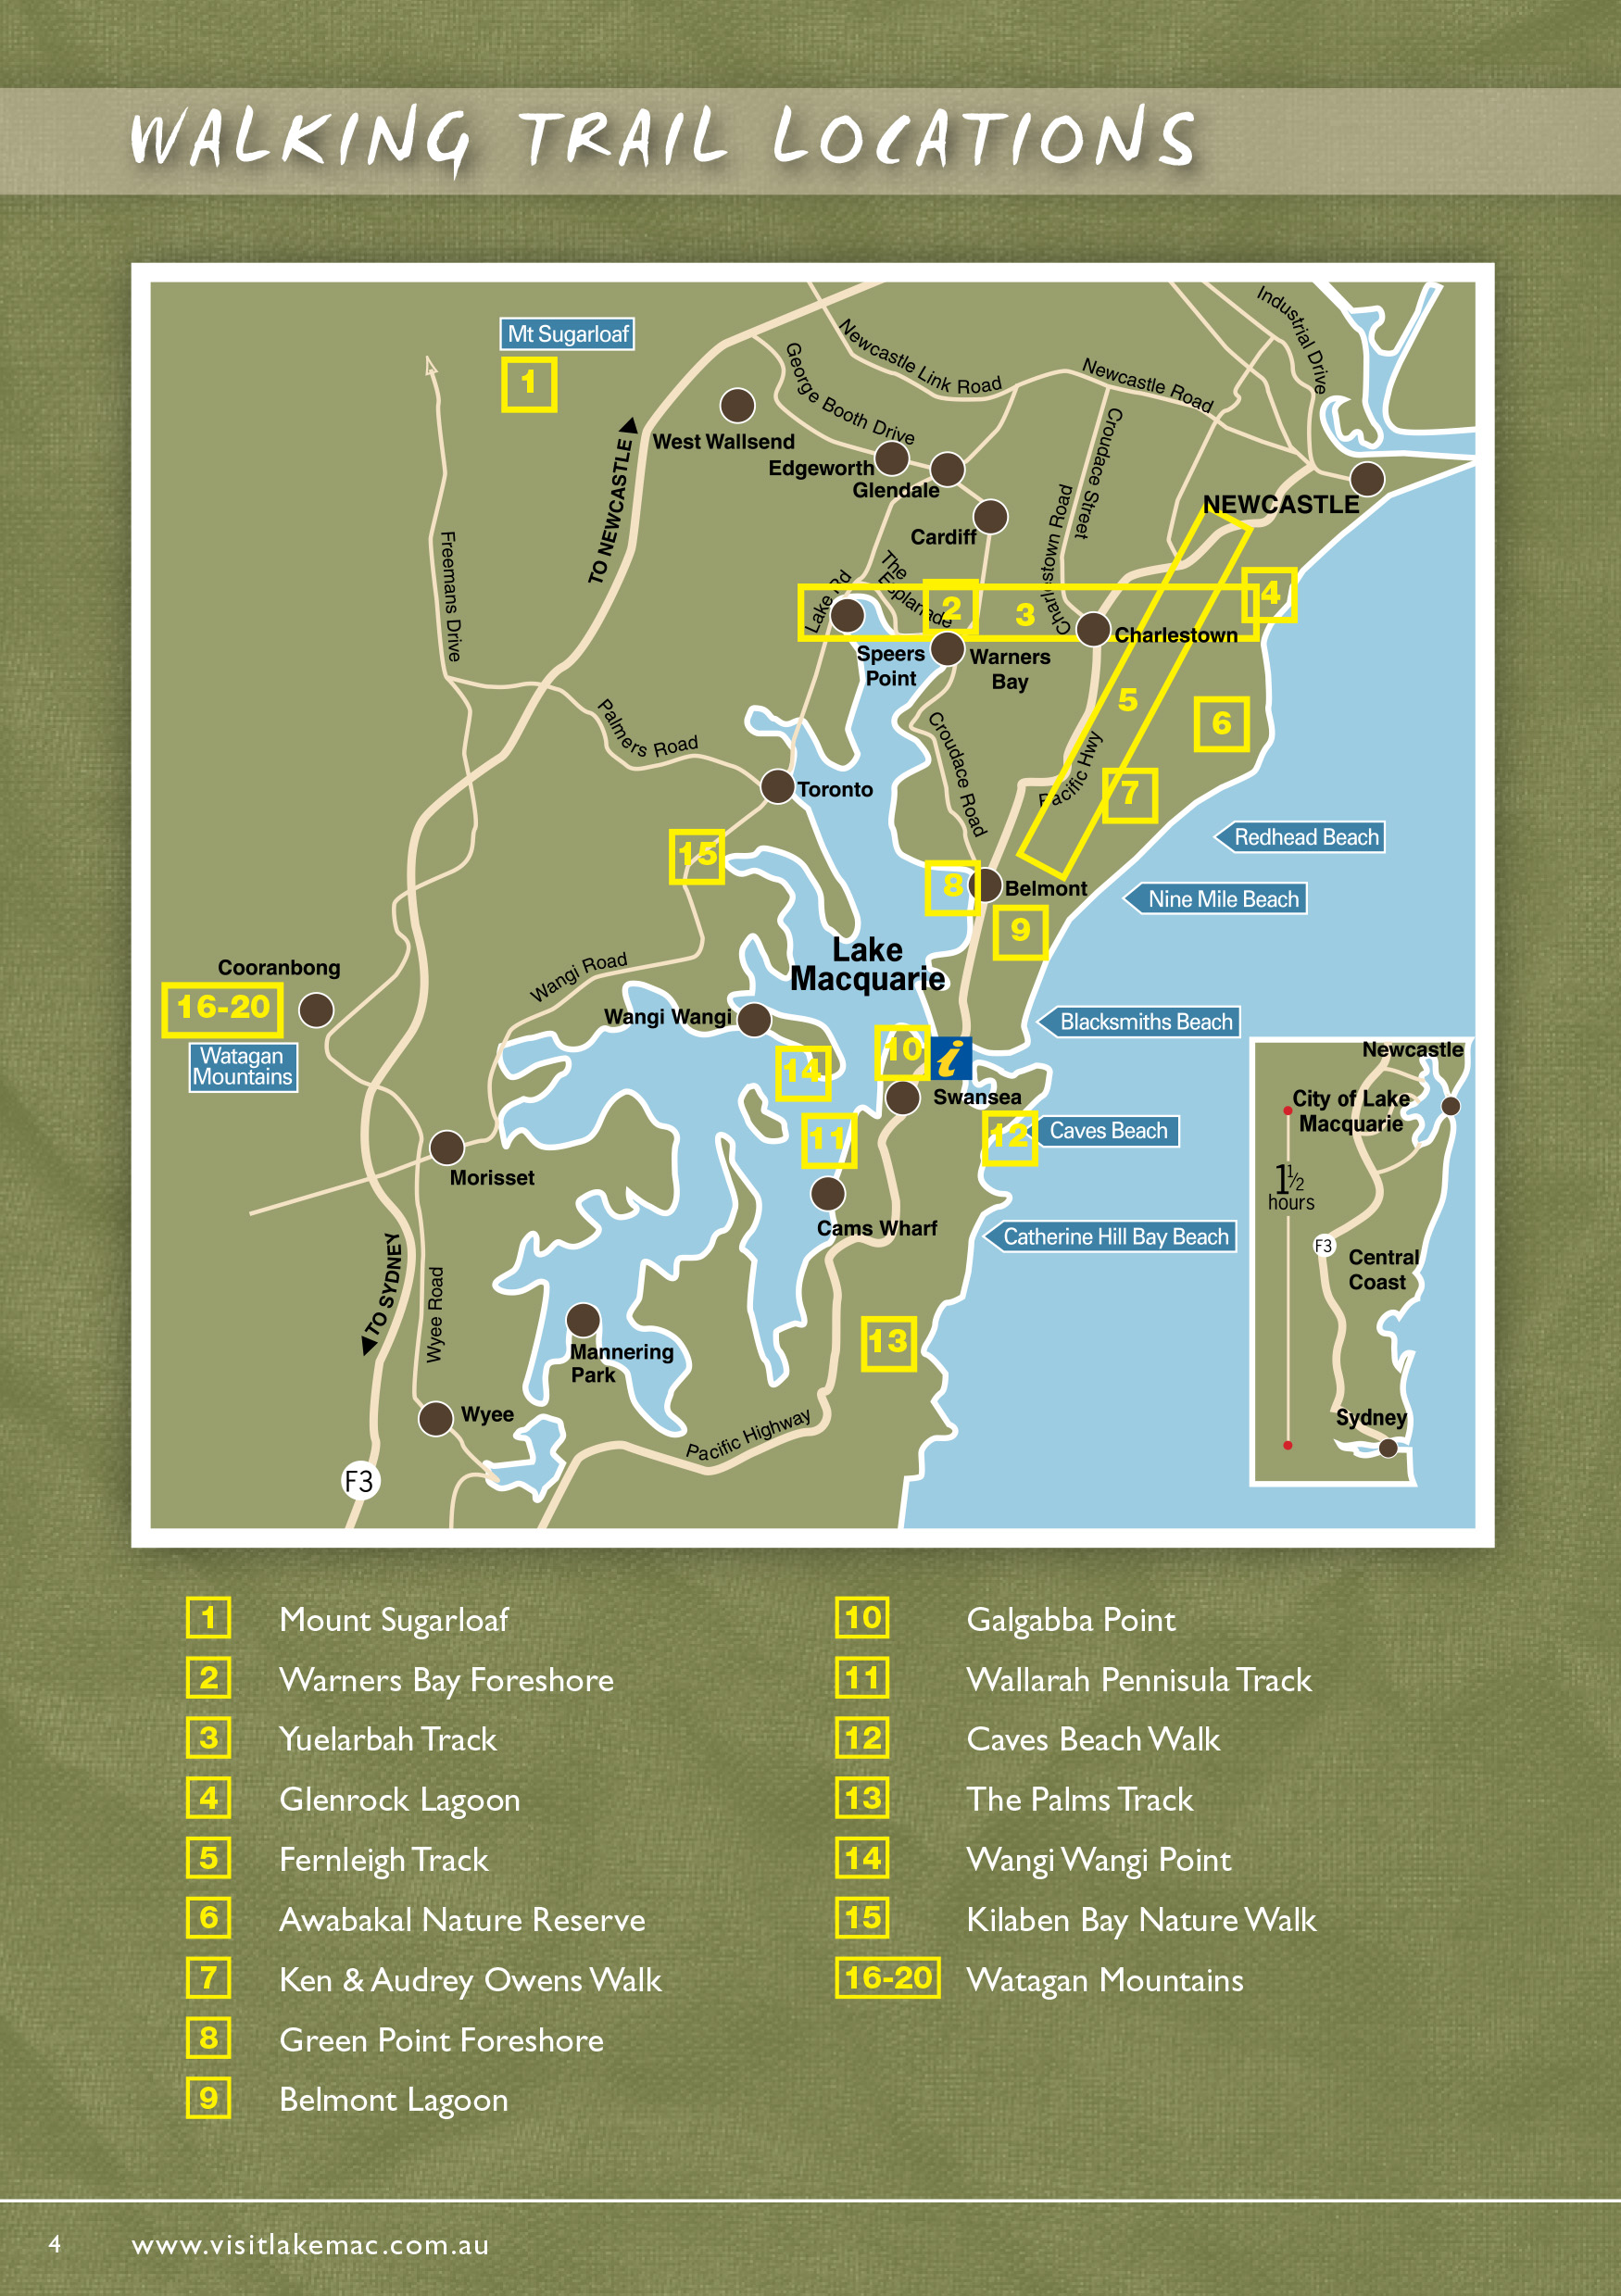 WALKING TRAIL LOCATIONS
Mt Sugarloaf
1
TO NEWCASTLE
Freemans Drive
West Wallsend
George Booth Drive
Newcastle Link Road
Newcastle Road
Industrial Drive
Croudace Street
Charlestown Road
Edgeworth
Glendale
Cardiff
NEWCASTLE
The
Esplanade
Lake Rd
2
3
4
Charlestown
Speers
Point
Warners
Bay
5
6
7
Palmers Road
Croudace Road
Pacific Hwy
Toronto
15
Redhead Beach
8
Belmont
Nine Mile Beach
9
Lake
Macquarie
Cooranbong
16-20
Watagan
Mountains
Wangi Road
Wangi Wangi
14
10
i
Blacksmiths Beach
Swansea
11
12
Caves Beach
Morisset
Cams Wharf
Catherine Hill Bay Beach
TO SYDNEY
Wyee Road
13
Mannering
Park
Wyee
Pacific Highway
F3
Newcastle
City of Lake
Macquarie
1½
hours
F3
Central
Coast
Sydney
1 Mount Sugarloaf
2 Warners Bay Foreshore
3 Yuelarbah Track
4 Glenrock Lagoon
5 Fernleigh Track
6 Awabakal Nature Reserve
7 Ken & Audrey Owens Walk
8 Green Point Foreshore
9 Belmont Lagoon
10 Galgabba Point
11 Wallarah Pennisula Track
12 Caves Beach Walk
13 The Palms Track
14 Wangi Wangi Point
15 Kilaben Bay Nature Walk
16-20 Watagan Mountains
4 www.visitlakemac.com.au